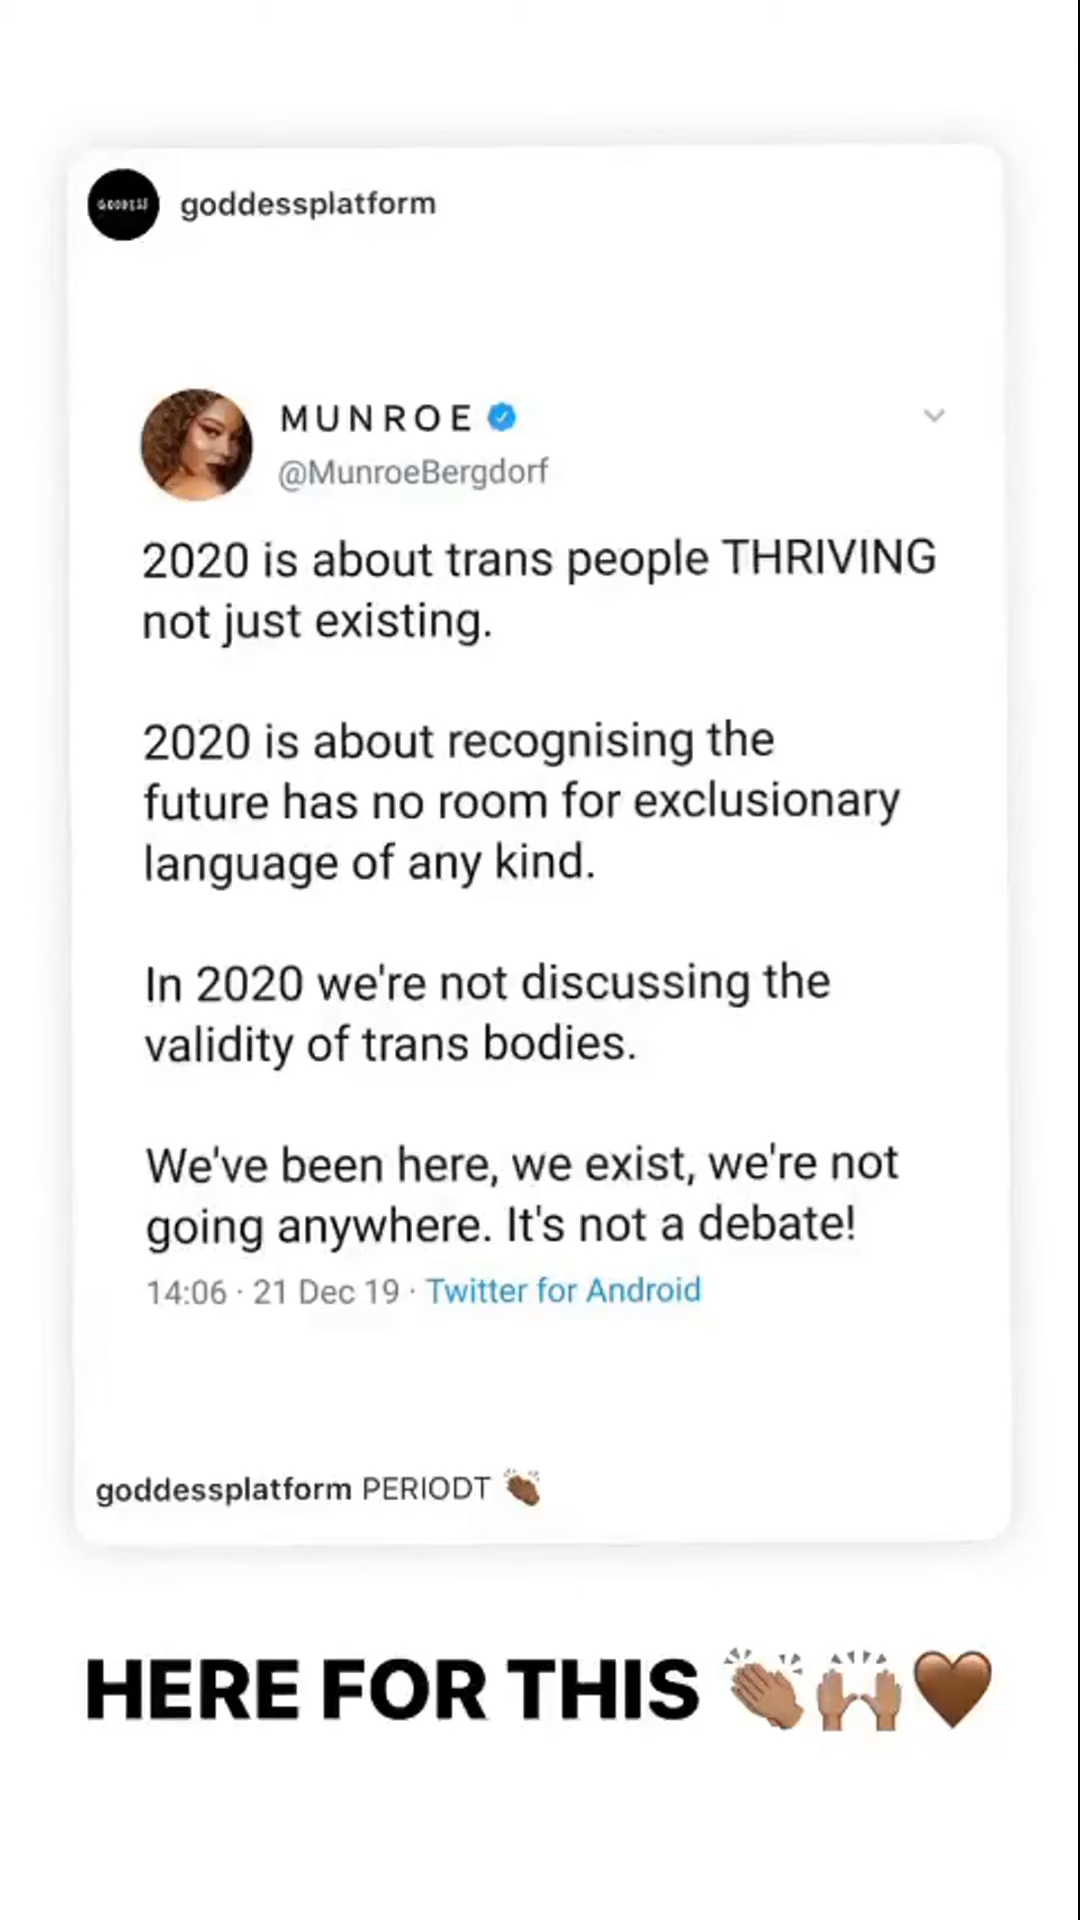 GODDESS
goddessplatform
MUNROE
@MunroeBergdorf
2020 is about trans people THRIVING
not just existing.
2020 is about recognising the
future has no room for exclusionary
language of any kind.
In 2020 we're not discussing the
validity of trans bodies.
We've been here, we exist, we're not
going anywhere. It's not a debate!
14:06 · 21 Dec 19 · Twitter for Android
goddessplatform PERIODT 👏🏾
HERE FOR THIS 👏🏽🙌🏽🤎